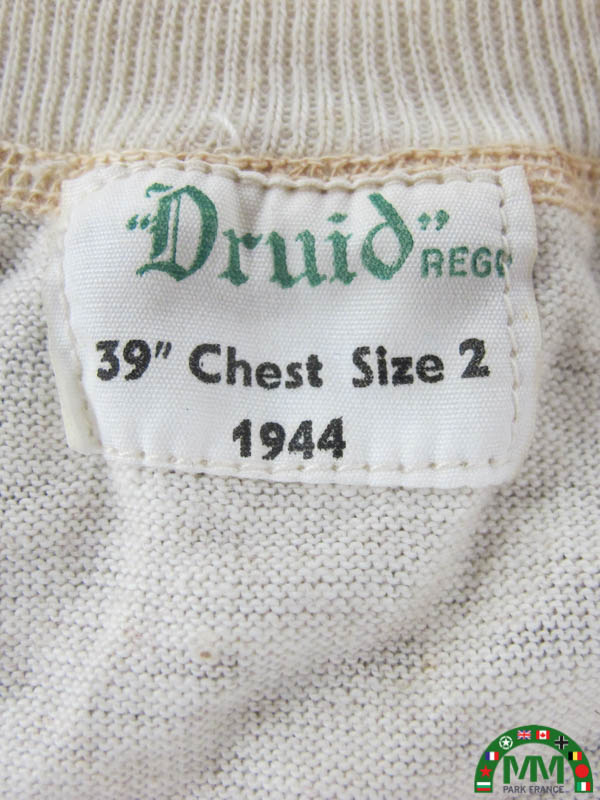 "Druid" REGD
39" Chest Size 2
1944
MM
PARK FRANCE